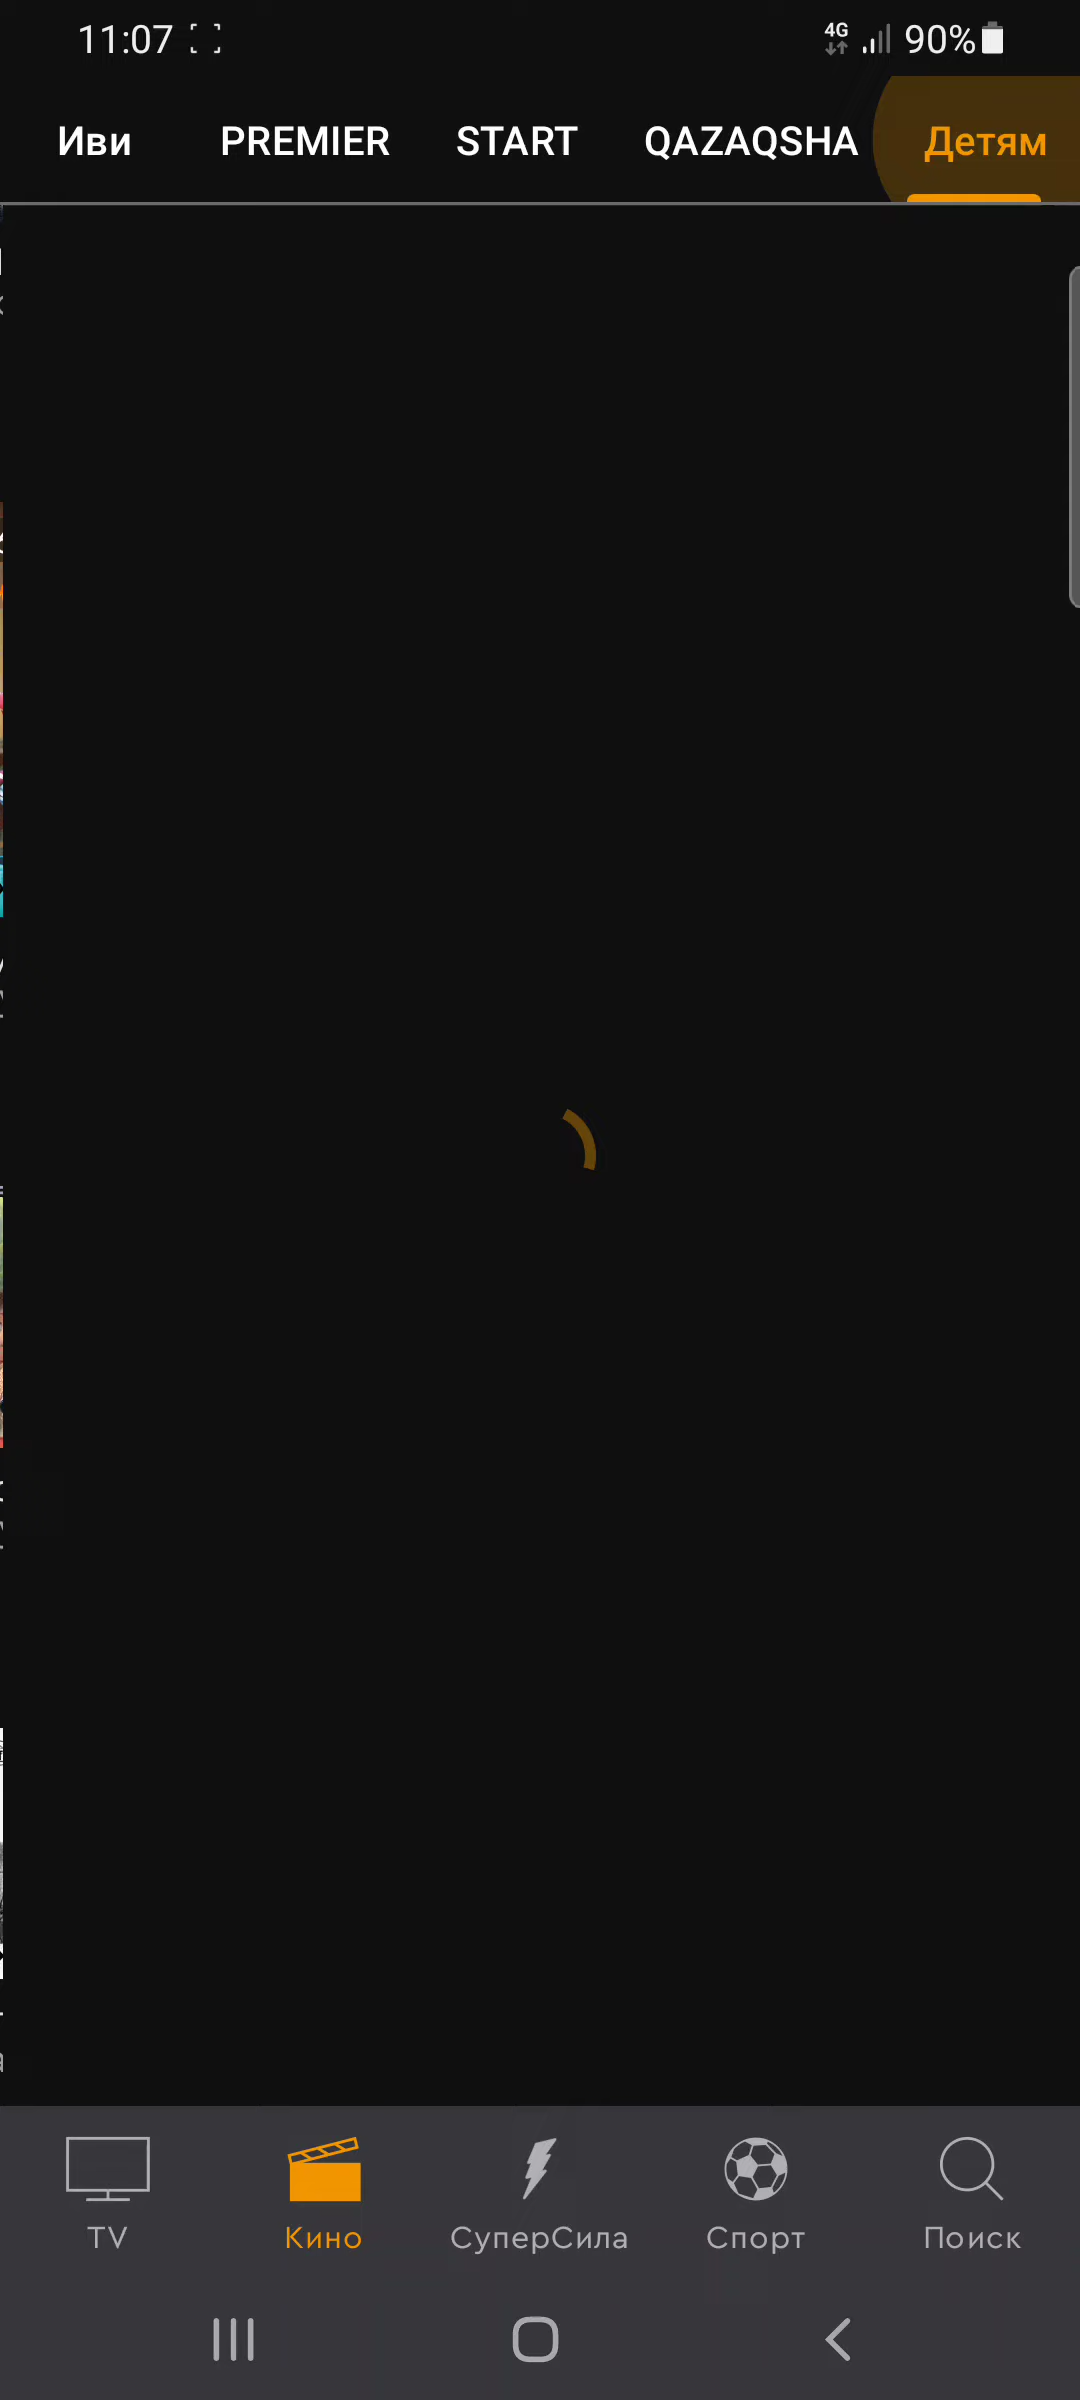 11:07
4G
90%
Иви
PREMIER
START
QAZAQSHA
Детям
TV
Кино
СуперСила
Спорт
Поиск